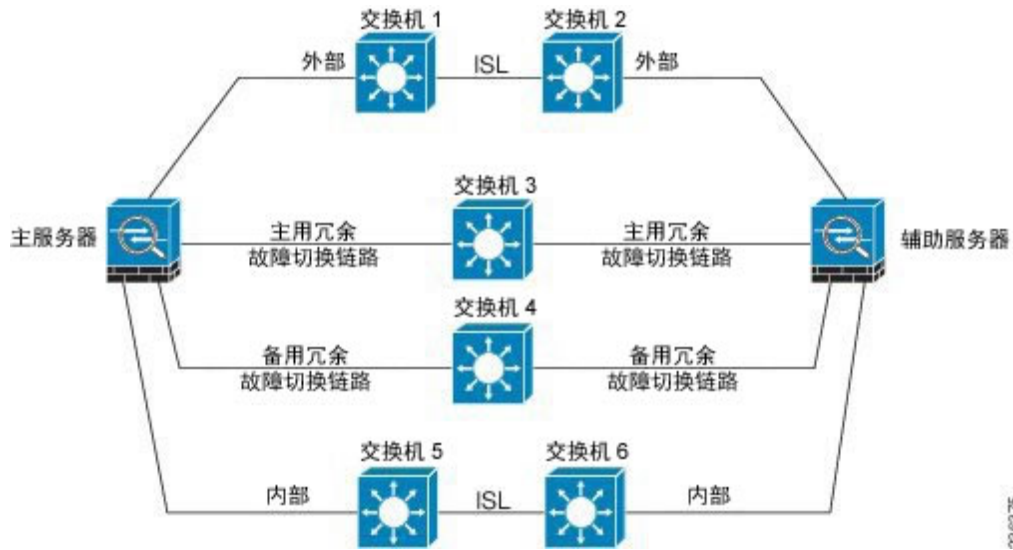 交换机 1
交换机 2
外部
ISL
外部
交换机 3
主服务器
主用冗余
故障切换链路
主用冗余
故障切换链路
辅助服务器
交换机 4
备用冗余
故障切换链路
备用冗余
故障切换链路
交换机 5
交换机 6
内部
ISL
内部